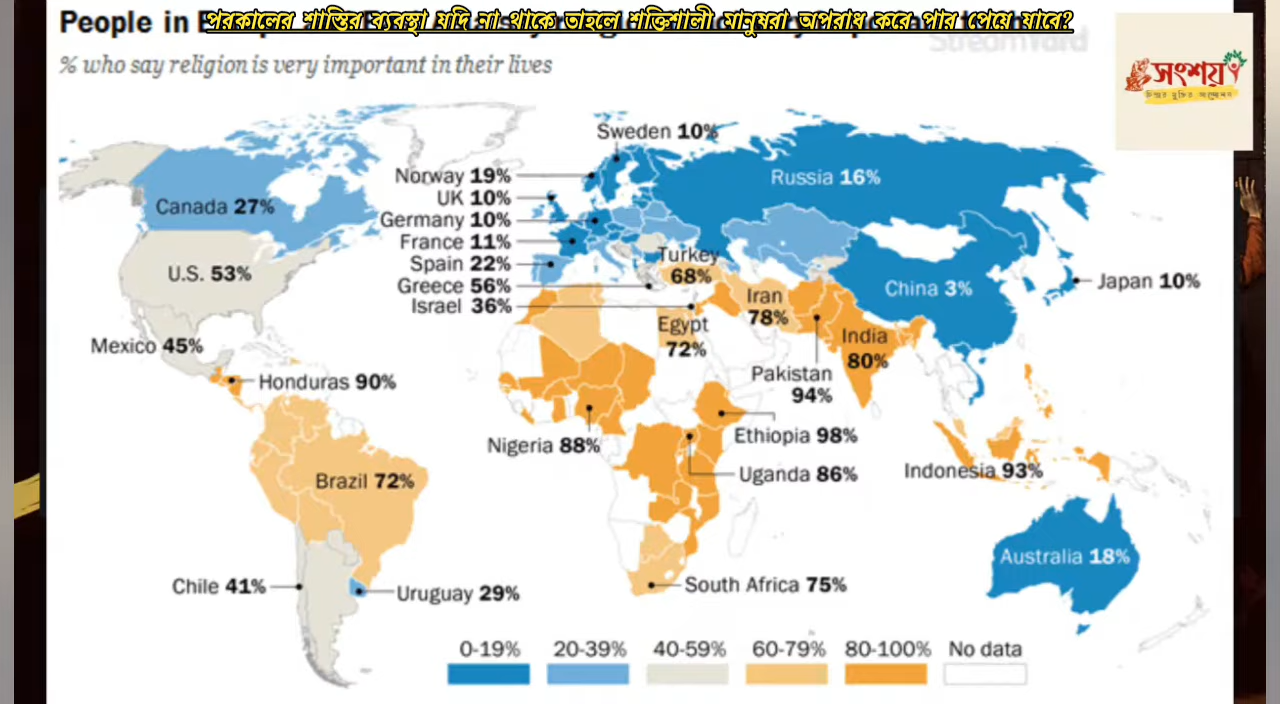 People in
পরকালের শাস্তির ব্যবস্থা যদি না থাকে তাহলে শক্তিশালী মানুষরা অপরাধ করে পার পেয়ে যাবে?
StreamYard
% who say religion is very important in their lives
সংশয়
চিন্তার মুক্তির আন্দোলন
Sweden 10%
Norway 19%
Russia 16%
UK 10%
Canada 27%
Germany 10%
France 11%
Turkey
68%
Spain 22%
U.S. 53%
Greece 56%
Japan 10%
China 3%
Iran
78%
Israel 36%
Egypt
72%
India
80%
Mexico 45%
Pakistan
94%
Honduras 90%
Ethiopia 98%
Nigeria 88%
Uganda 86%
Indonesia 93%
Brazil 72%
Australia 18%
Chile 41%
Uruguay 29%
South Africa 75%
0-19% 20-39% 40-59% 60-79% 80-100% No data